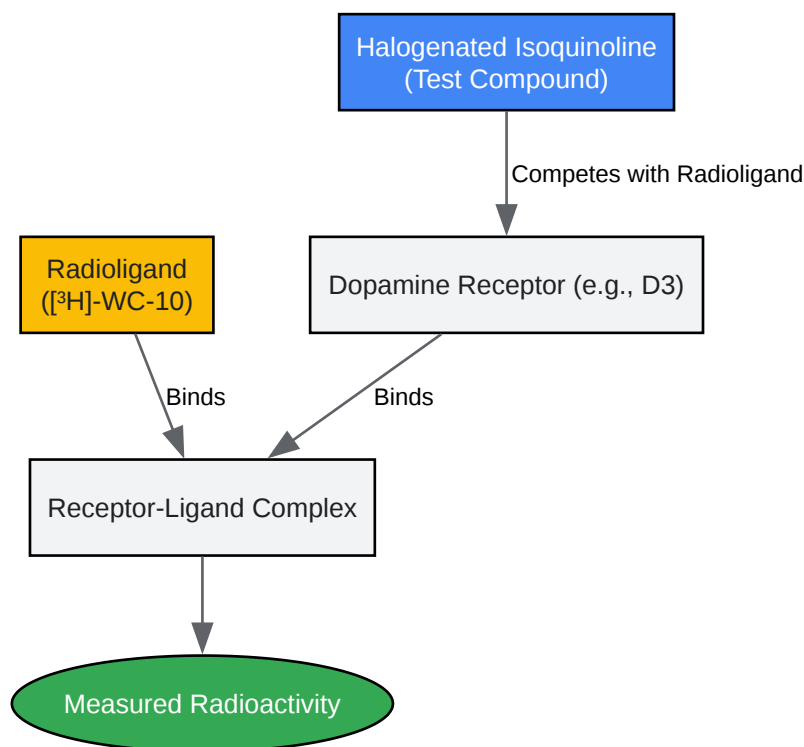 Halogenated Isoquinoline
(Test Compound)
Competes with Radioligand
Radioligand
([³H]-WC-10)
Dopamine Receptor (e.g., D3)
Binds
Binds
Receptor-Ligand Complex
Measured Radioactivity